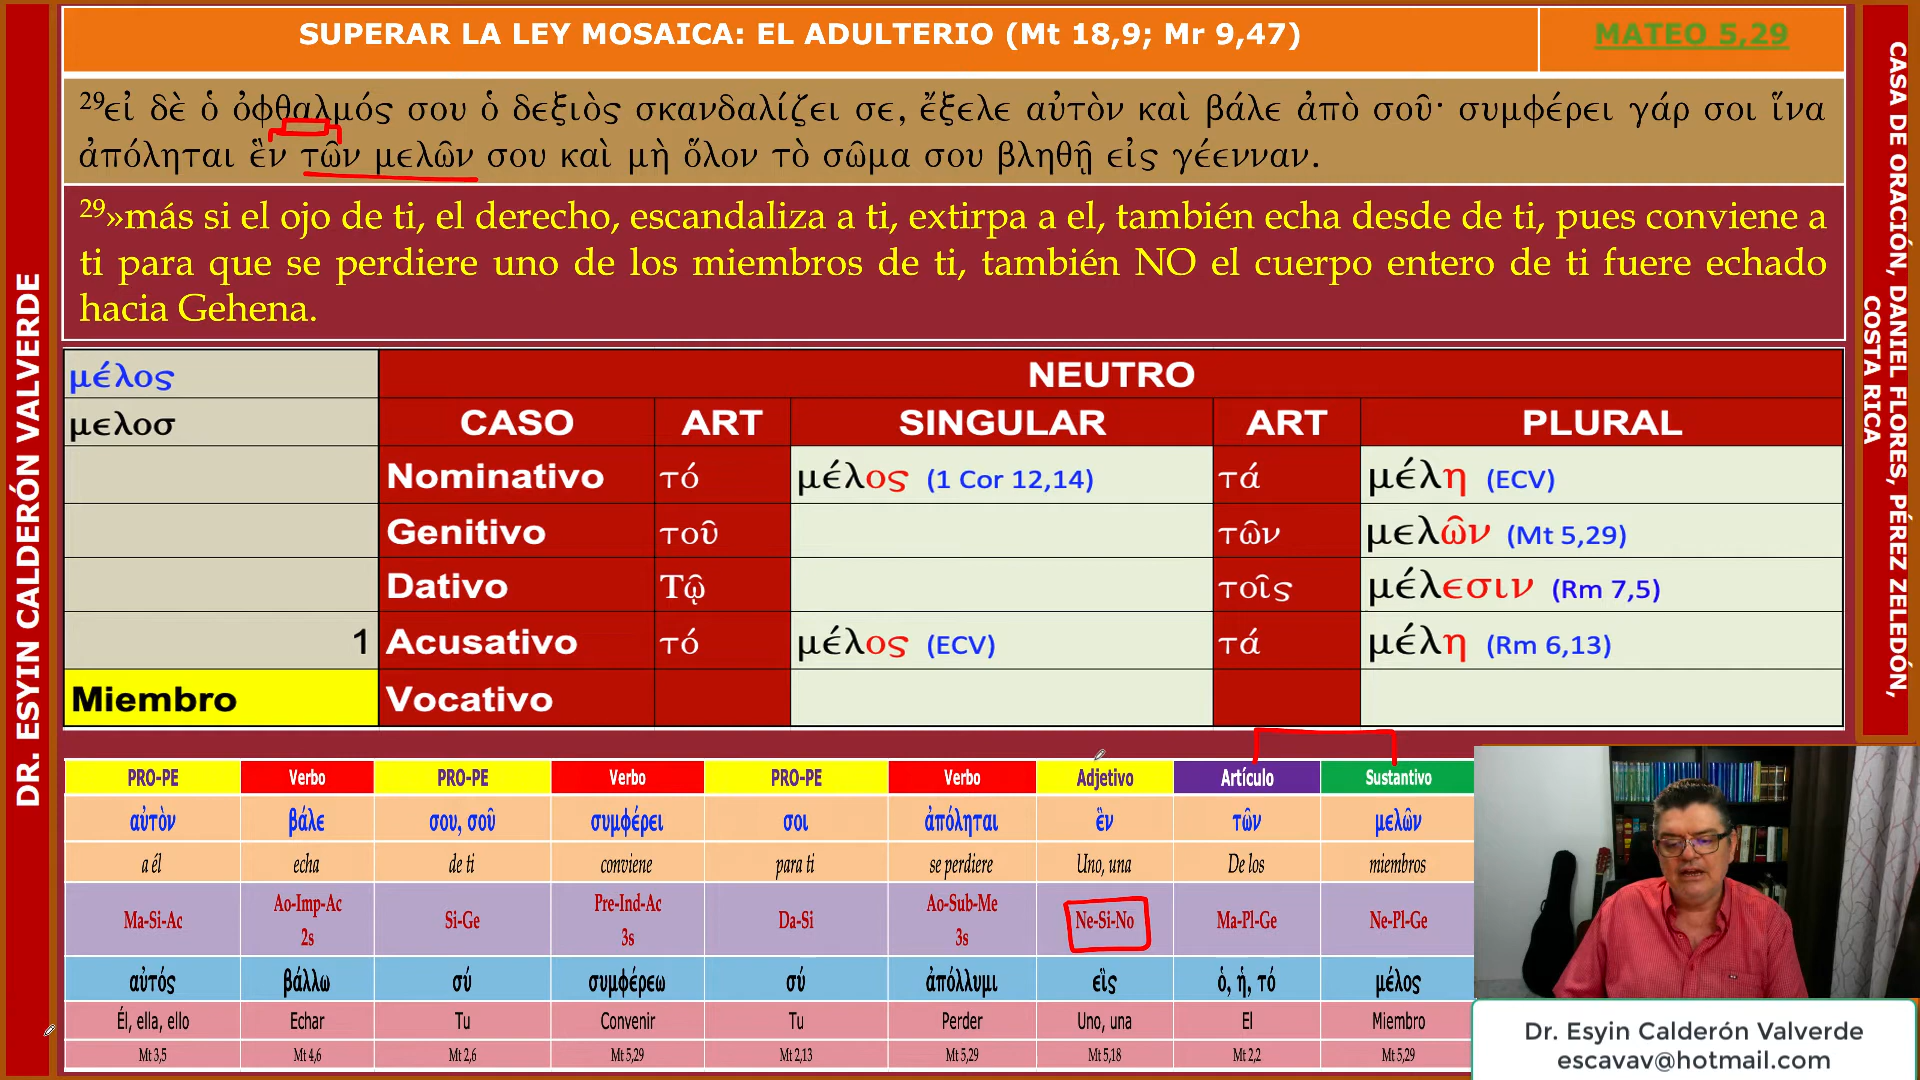 SUPERAR LA LEY MOSAICA: EL ADULTERIO (Mt 18,9; Mr 9,47)
MATEO 5,29
²⁹εἰ δὲ ὁ ὀφθαλμός σου ὁ δεξιὸς σκανδαλίζει σε, ἔξελε αὐτὸν καὶ βάλε ἀπὸ σοῦ· συμφέρει γάρ σοι ἵνα
ἀπόληται ἓν τῶν μελῶν σου καὶ μὴ ὅλον τὸ σῶμα σου βληθῇ εἰς γέενναν.
²⁹»más si el ojo de ti, el derecho, escandaliza a ti, extirpa a el, también echa desde de ti, pues conviene a
ti para que se perdiere uno de los miembros de ti, también NO el cuerpo entero de ti fuere echado
hacia Gehena.
μέλος NEUTRO
μελοσ CASO ART SINGULAR ART PLURAL
Nominativo τό μέλος (1 Cor 12,14) τά μέλη (ECV)
Genitivo τοῦ τῶν μελῶν (Mt 5,29)
Dativo Τῷ τοῖς μέλεσιν (Rm 7,5)
1 Acusativo τό μέλος (ECV) τά μέλη (Rm 6,13)
Miembro Vocativo
PRO-PE Verbo PRO-PE Verbo PRO-PE Verbo Adjetivo Artículo Sustantivo
αὐτὸν βάλε σου, σοῦ συμφέρει σοι ἀπόληται ἓν τῶν μελῶν
a él echa de ti conviene para ti se perdiere Uno, una De los miembros
Ma-Si-Ac Ao-Imp-Ac 2s Si-Ge Pre-Ind-Ac 3s Da-Si Ao-Sub-Me 3s Ne-Si-No Ma-Pl-Ge Ne-Pl-Ge
αὐτός βάλλω σύ συμφέρεω σύ ἀπόλλυμι εἷς ὁ, ἡ, τό μέλος
Él, ella, ello Echar Tu Convenir Tu Perder Uno, una El Miembro
Mt 3,5 Mt 4,6 Mt 2,6 Mt 5,29 Mt 2,13 Mt 5,29 Mt 5,18 Mt 2,2 Mt 5,29
DR. ESYIN CALDERÓN VALVERDE
CASA DE ORACIÓN, DANIEL FLORES, PÉREZ ZELEDÓN,
COSTA RICA
Dr. Esyin Calderón Valverde
escavav@hotmail.com